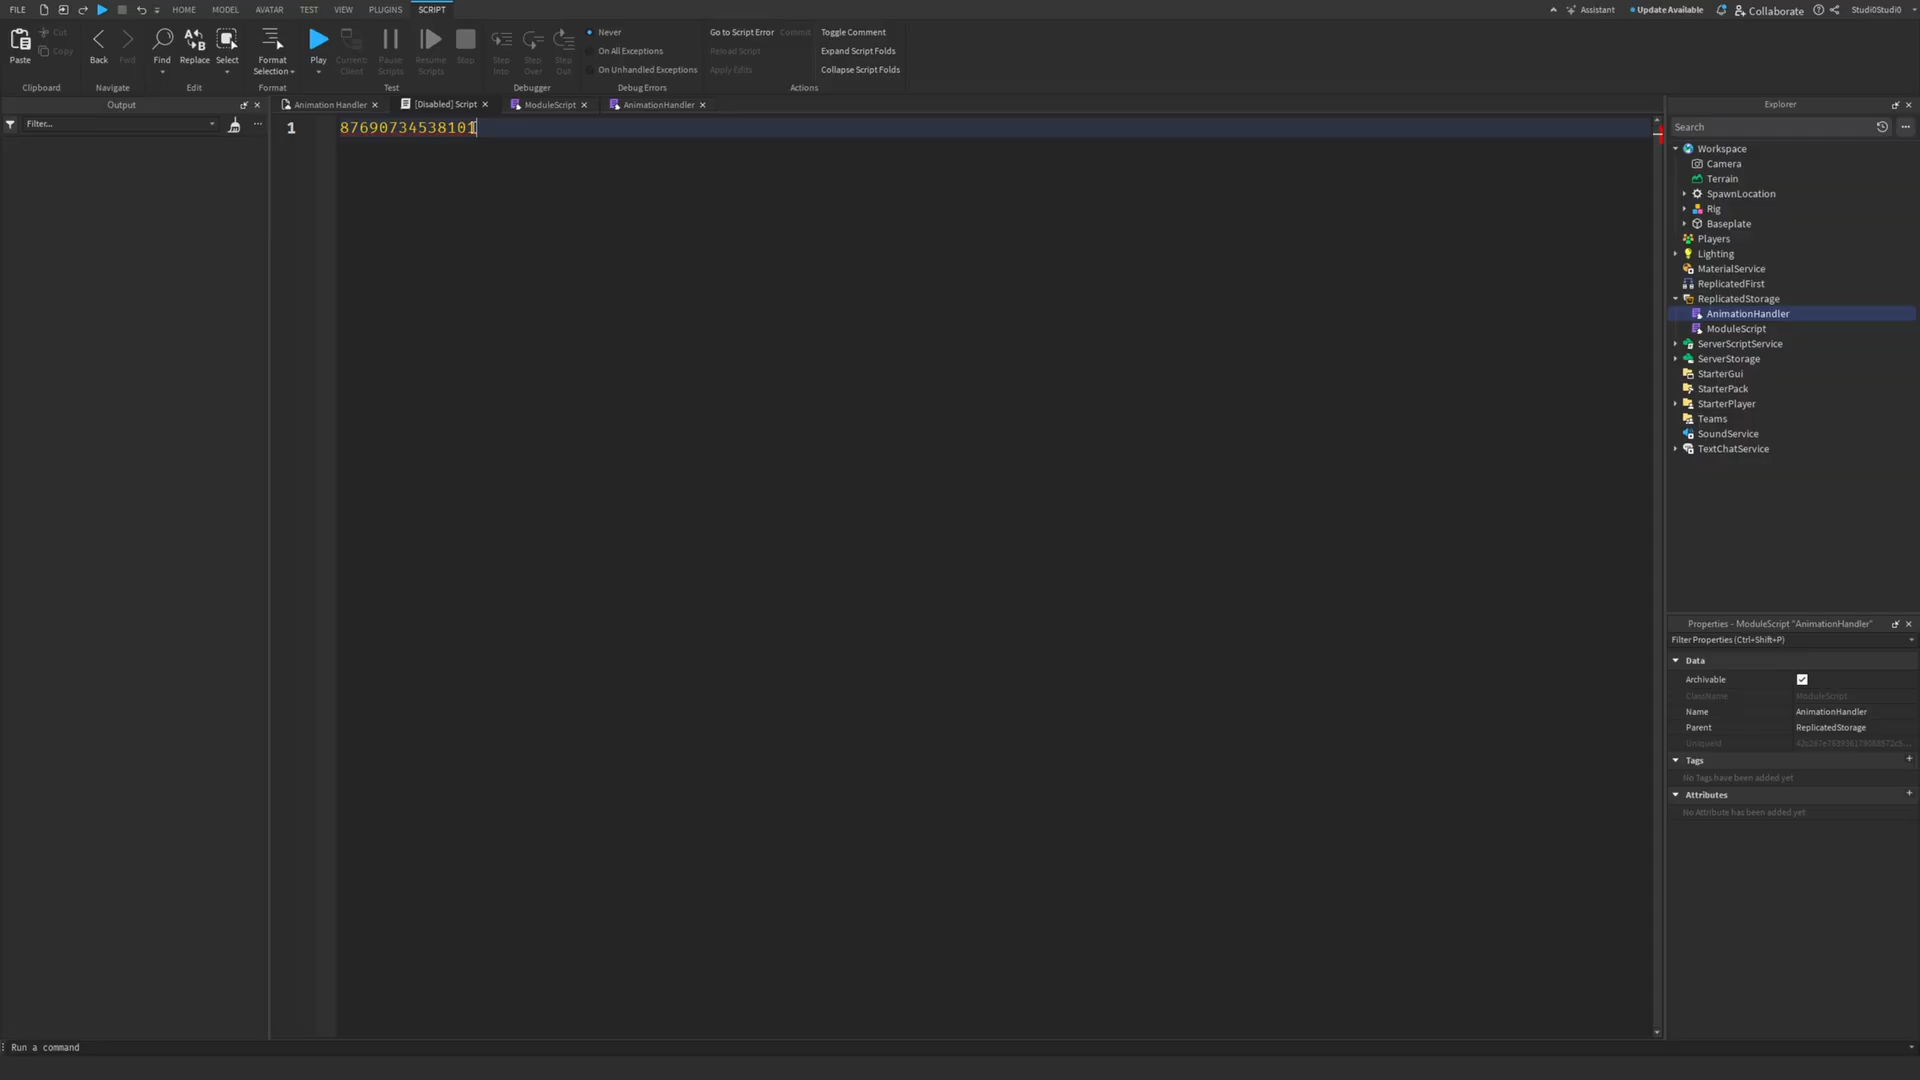 FILE HOME MODEL AVATAR TEST VIEW PLUGINS SCRIPT Assistant Update Available Collaborate Studi0Studi0
Paste Cut Copy Back Fwd Find Replace Select Format Selection Play Current: Client Pause Scripts Resume Scripts Stop Step Into Step Over Step Out
Never
On All Exceptions
On Unhandled Exceptions
Go to Script Error Commit
Reload Script
Apply Edits
Toggle Comment
Expand Script Folds
Collapse Script Folds
Clipboard Navigate Edit Format Test Debugger Debug Errors Actions
Output
Animation Handler [Disabled] Script ModuleScript AnimationHandler
Filter...
1 87690734538101
Explorer
Search
Workspace
Camera
Terrain
SpawnLocation
Rig
Baseplate
Players
Lighting
MaterialService
ReplicatedFirst
ReplicatedStorage
AnimationHandler
ModuleScript
ServerScriptService
ServerStorage
StarterGui
StarterPack
StarterPlayer
Teams
SoundService
TextChatService
Properties - ModuleScript "AnimationHandler"
Filter Properties (Ctrl+Shift+P)
Data
Archivable
ClassName ModuleScript
Name AnimationHandler
Parent ReplicatedStorage
UniqueId
Tags
No Tags have been added yet
Attributes
No Attribute has been added yet
Run a command